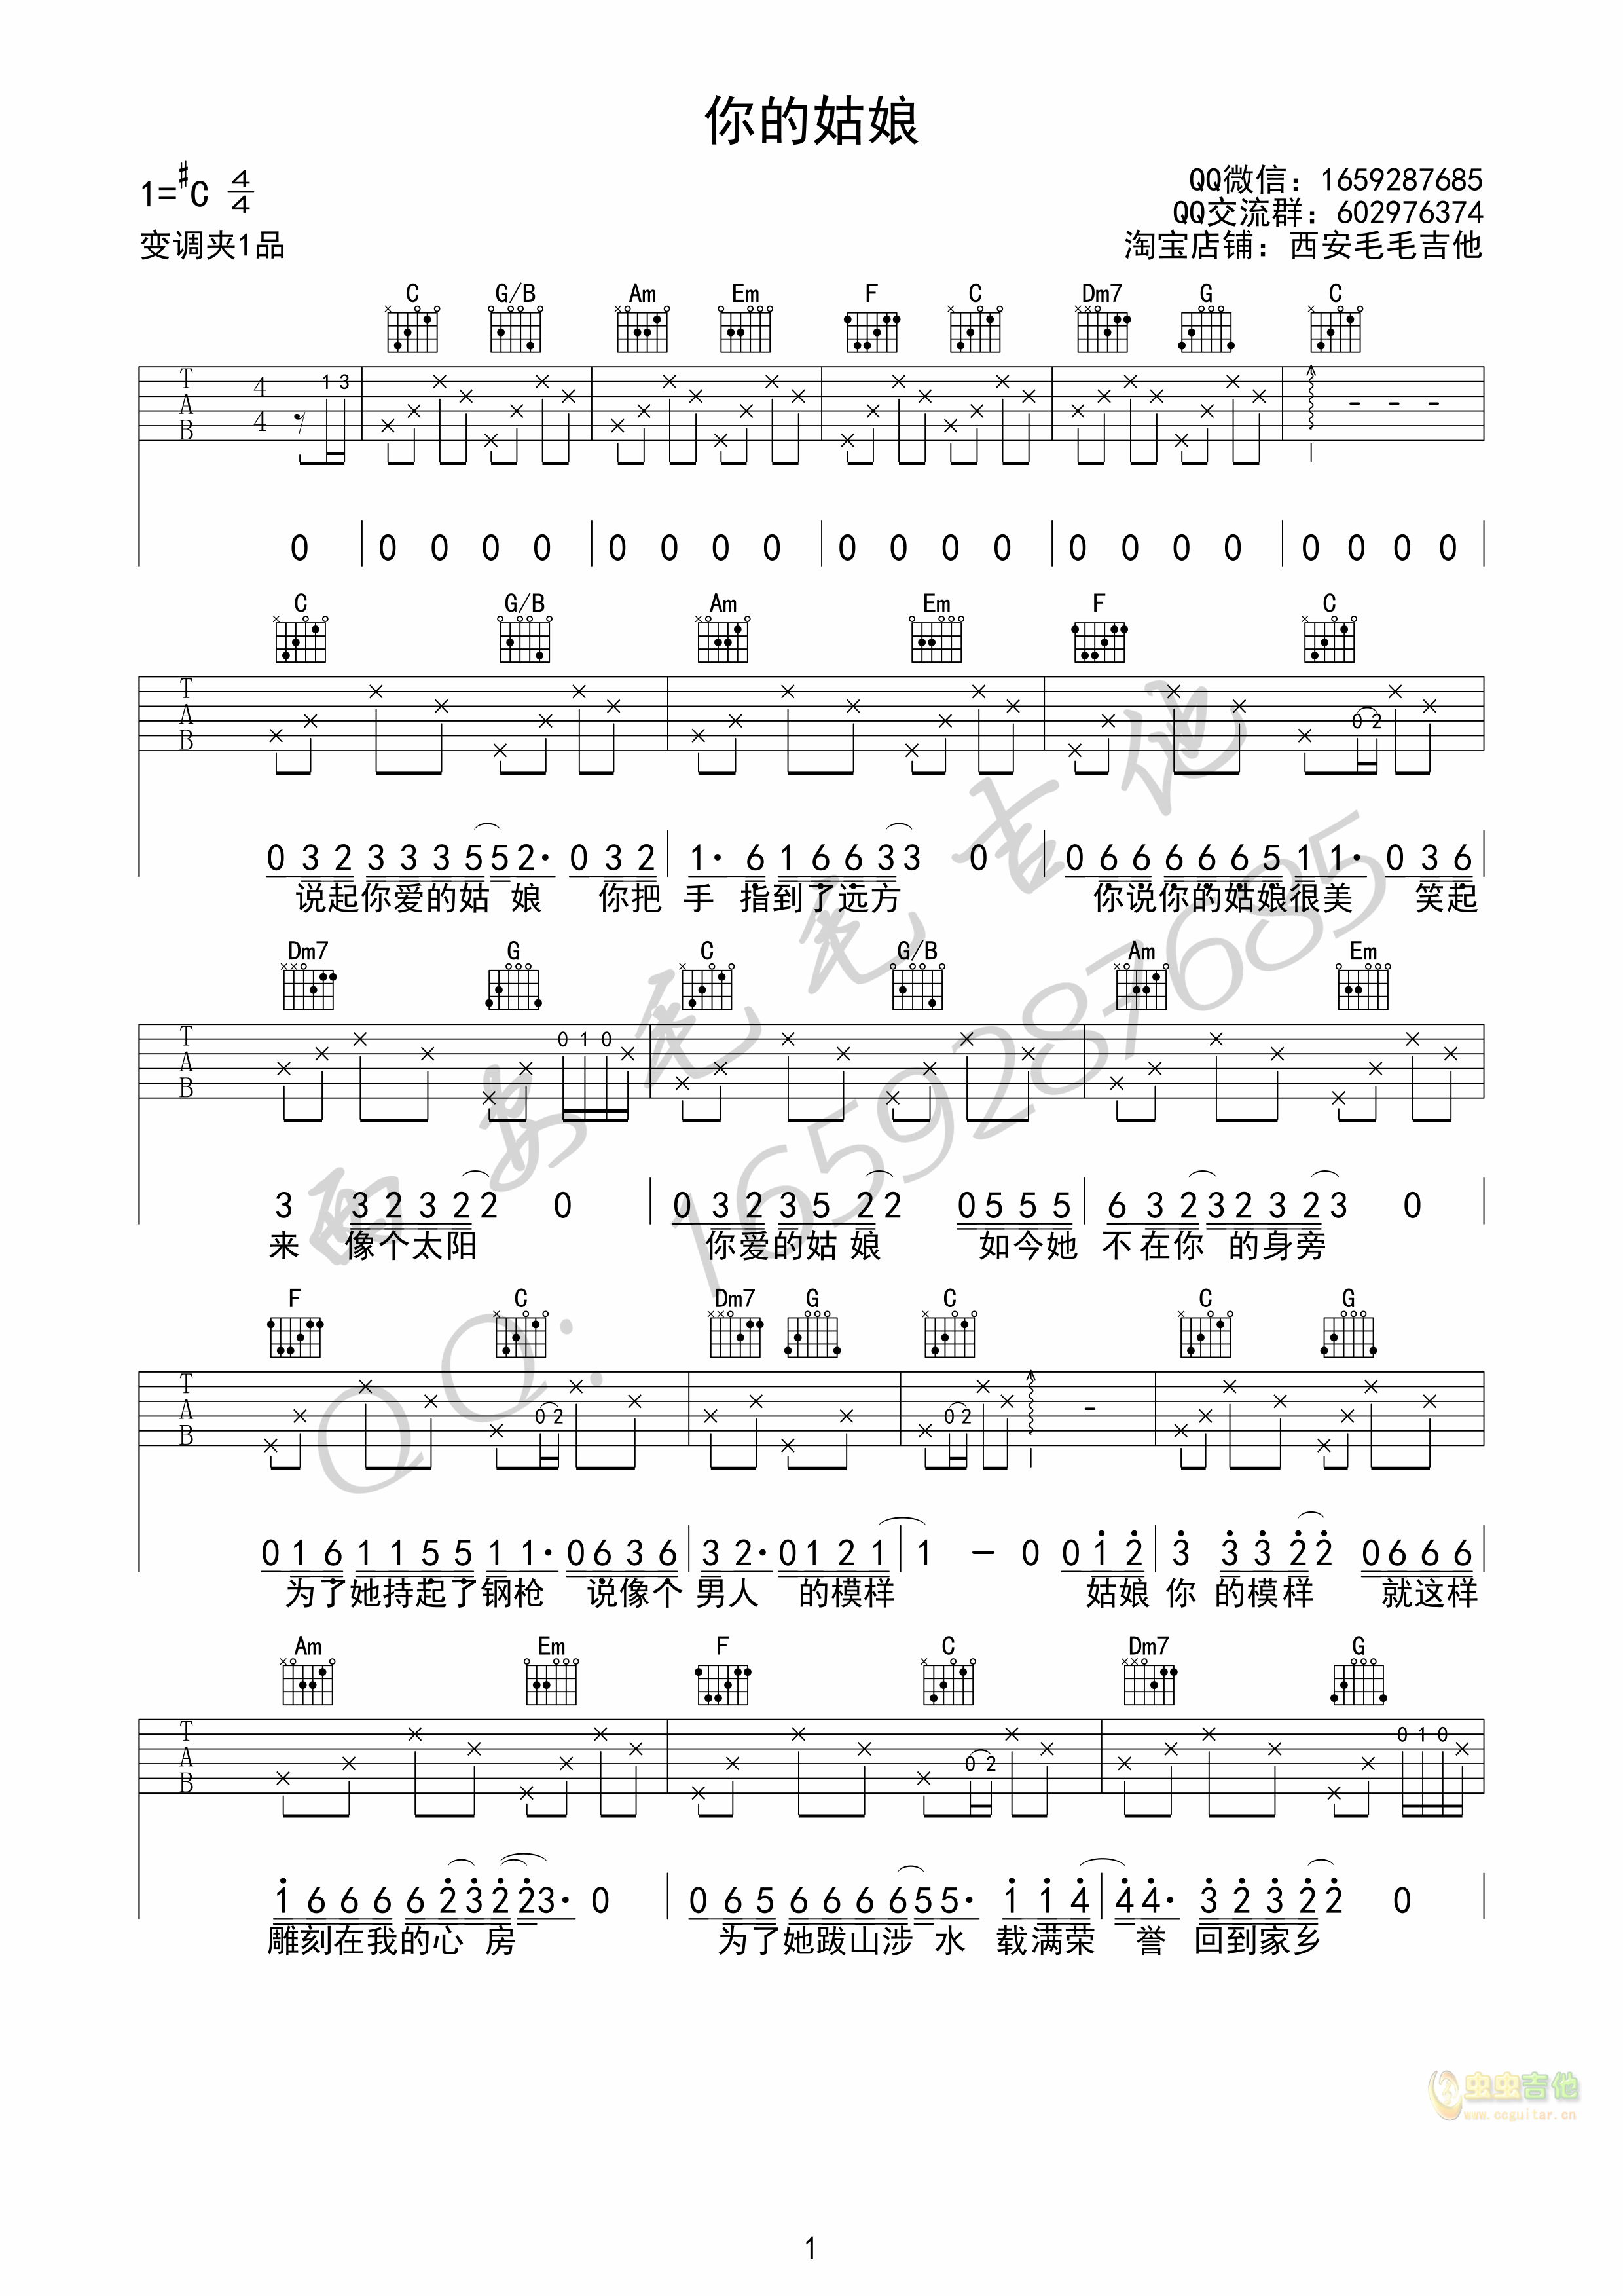 你的姑娘
1=#C 4/4
QQ微信：1659287685
QQ交流群：602976374
变调夹1品
淘宝店铺：西安毛毛吉他
C G/B Am Em F C Dm7 G C
T A B 4/4 1 3
0 0 0 0 0 0 0 0 0 0 0 0 0 0 0 0 0 0 0 0 0
C G/B Am Em F C
T A B 0 2
0 3 2 3 3 3 5 5 2· 0 3 2 1· 6 1 6 6 3 3 0 0 6 6 6 6 6 5 1 1· 0 3 6
说起你爱的姑 娘 你把 手 指到了远方 你说你的姑娘很美 笑起
Dm7 G C G/B Am Em
T A B 0 1 0
3 3 2 3 2 2 0 0 3 2 3 5 2 2 0 5 5 5 6 3 2 3 2 3 2 3 0
来 像个太阳 你爱的姑 娘 如今她 不在你 的身旁
F C Dm7 G C C G
T A B 0 2 0 2
0 1 6 1 1 5 5 1 1· 0 6 3 6 3 2· 0 1 2 1 1 — 0 0 1 2 3 3 3 2 2 0 6 6 6
为了她持起了钢枪 说像个 男人 的模样 姑娘 你 的模样 就这样
Am Em F C Dm7 G
T A B 0 2 0 1 0
1 6 6 6 6 2 3 2 2 3· 0 0 6 5 6 6 6 6 5 5· 1 1 4 4 4· 3 2 3 2 2 0
雕刻在我的心 房 为了她跋山涉 水 载满荣 誉 回到家乡
西安毛毛吉他
QQ：1659287685
虫虫吉他
www.ccguitar.cn
1